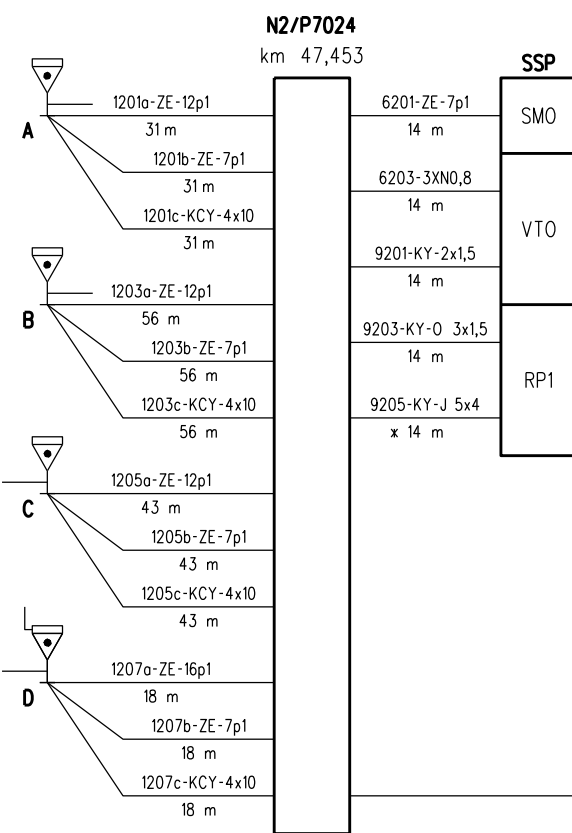 N2/P7024
km 47,453
SSP
A
1201a-ZE-12p1
31 m
1201b-ZE-7p1
31 m
1201c-KCY-4x10
31 m
B
1203a-ZE-12p1
56 m
1203b-ZE-7p1
56 m
1203c-KCY-4x10
56 m
C
1205a-ZE-12p1
43 m
1205b-ZE-7p1
43 m
1205c-KCY-4x10
43 m
D
1207a-ZE-16p1
18 m
1207b-ZE-7p1
18 m
1207c-KCY-4x10
18 m
6201-ZE-7p1
14 m
6203-3XN0,8
14 m
9201-KY-2x1,5
14 m
9203-KY-O 3x1,5
14 m
9205-KY-J 5x4
* 14 m
SMO
VTO
RP1